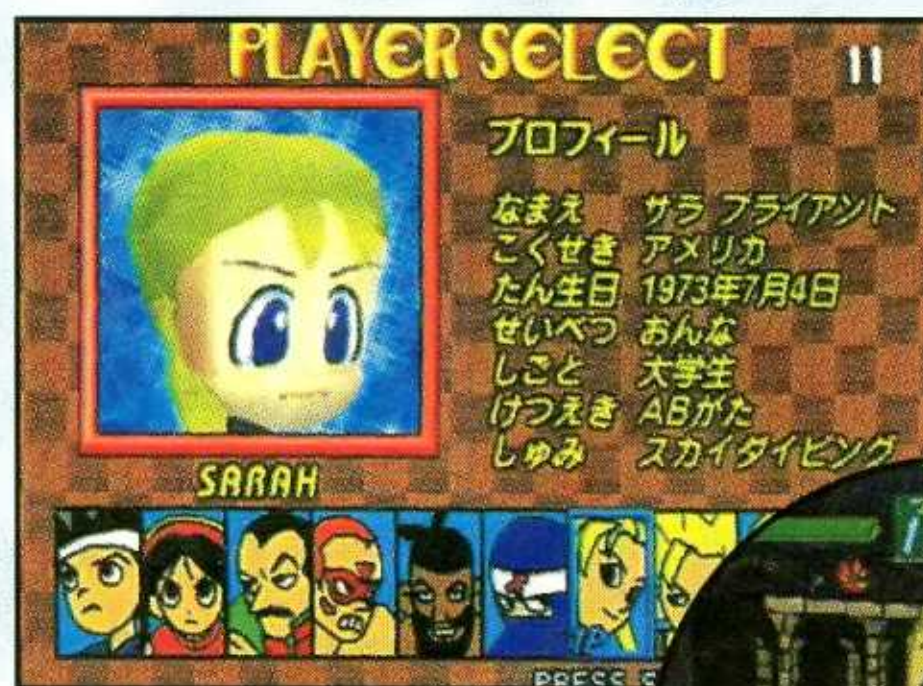 PLAYER SELECT 11
プロフィール
なまえ サラ ブライアント
こくせき アメリカ
たん生日 1973年7月4日
せいべつ おんな
しごと 大学生
けつえき ABがた
しゅみ スカイダイビング
SARAH
PRESS